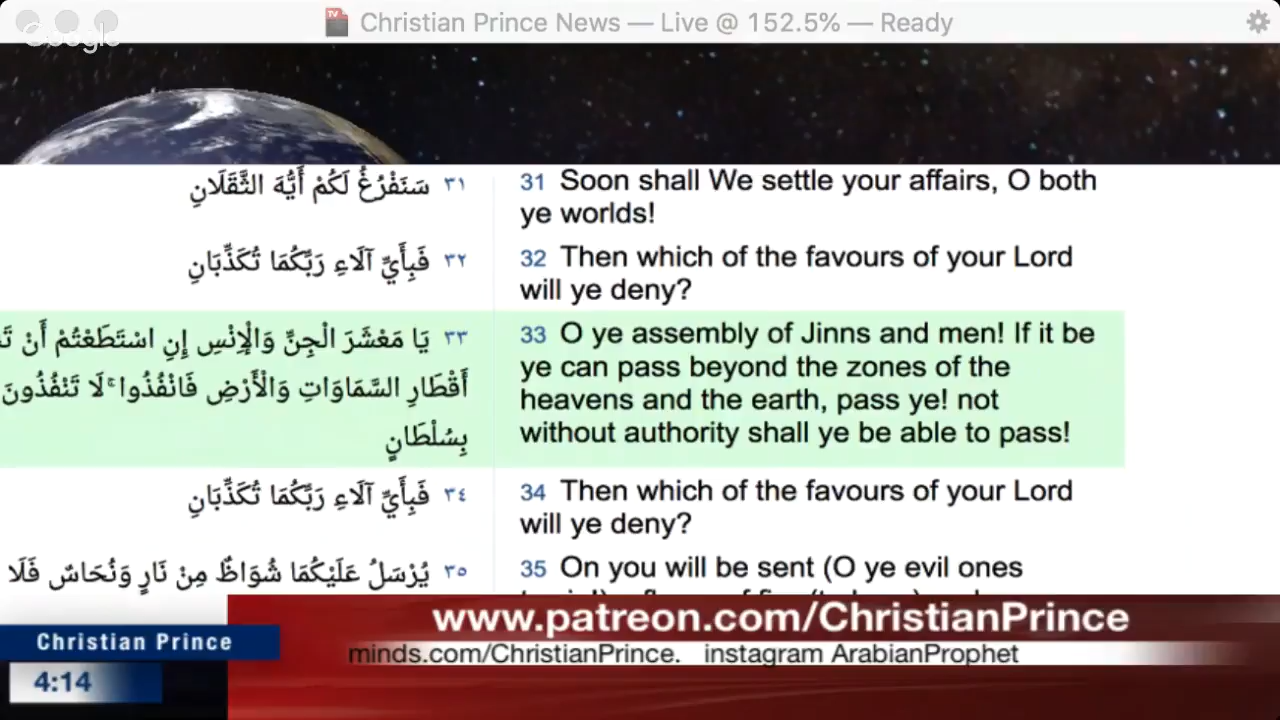 Christian Prince News — Live @ 152.5% — Ready
TV
Google
سَنَفْرُغُ لَكُمْ أَيُّهَ الثَّقَلَانِ ٣١
31 Soon shall We settle your affairs, O both
ye worlds!
فَبِأَيِّ آلَاءِ رَبِّكُمَا تُكَذِّبَانِ ٣٢
32 Then which of the favours of your Lord
will ye deny?
يَا مَعْشَرَ الْجِنِّ وَالْإِنْسِ إِنِ اسْتَطَعْتُمْ أَنْ ٣٣
أَقْطَارِ السَّمَاوَاتِ وَالْأَرْضِ فَانْفُذُوا ۚ لَا تَنْفُذُونَ
بِسُلْطَانٍ
33 O ye assembly of Jinns and men! If it be
ye can pass beyond the zones of the
heavens and the earth, pass ye! not
without authority shall ye be able to pass!
فَبِأَيِّ آلَاءِ رَبِّكُمَا تُكَذِّبَانِ ٣٤
34 Then which of the favours of your Lord
will ye deny?
يُرْسَلُ عَلَيْكُمَا شُوَاظٌ مِنْ نَارٍ وَنُحَاسٌ فَلَا ٣٥
35 On you will be sent (O ye evil ones
www.patreon.com/ChristianPrince
Christian Prince
minds.com/ChristianPrince. instagram ArabianProphet
4:14